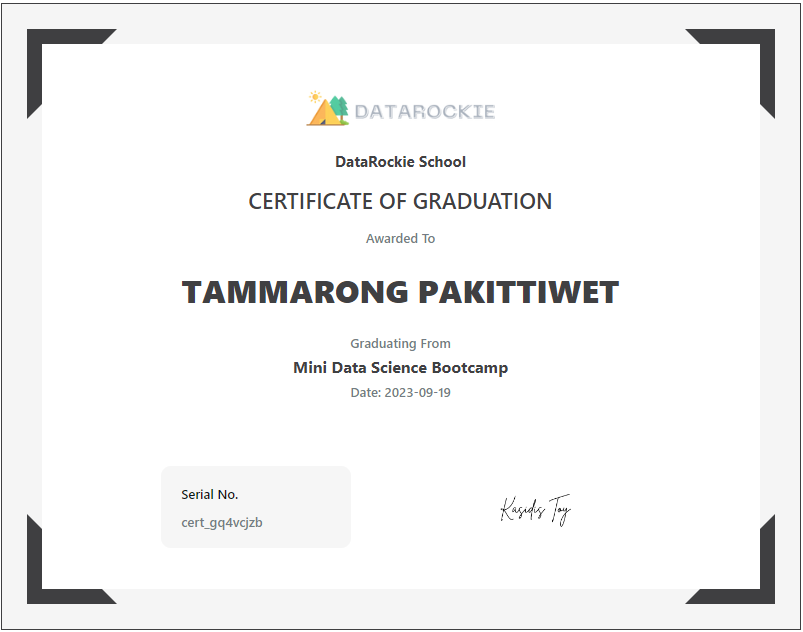 DATAROCKIE
DataRockie School
CERTIFICATE OF GRADUATION
Awarded To
TAMMARONG PAKITTIWET
Graduating From
Mini Data Science Bootcamp
Date: 2023-09-19
Serial No.
cert_gq4vcjzb
Kasidis Toy